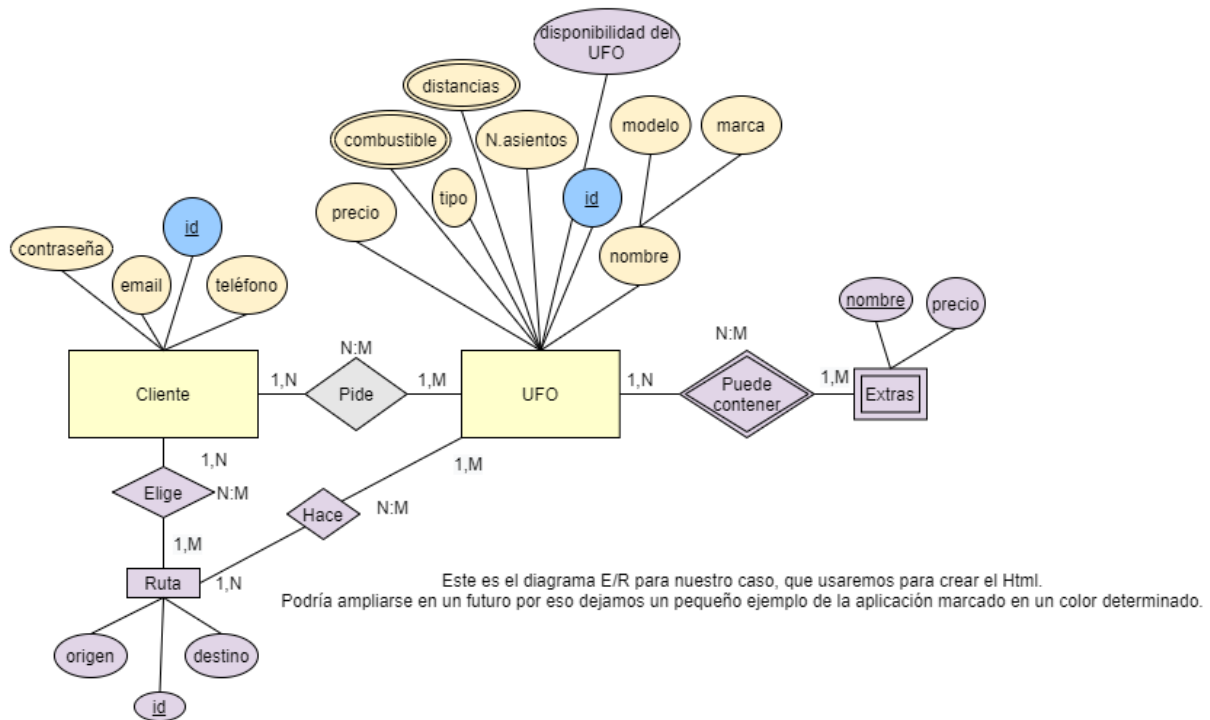 disponibilidad del
UFO
distancias
combustible
N.asientos
modelo
marca
precio
tipo
id
nombre
id
contraseña
email
teléfono
nombre
precio
Cliente
1,N
N:M
Pide
1,M
UFO
1,N
N:M
Puede
contener
1,M
Extras
1,N
Elige
N:M
1,M
Hace
N:M
1,M
Ruta
1,N
origen
destino
id
Este es el diagrama E/R para nuestro caso, que usaremos para crear el Html.
Podría ampliarse en un futuro por eso dejamos un pequeño ejemplo de la aplicación marcado en un color determinado.